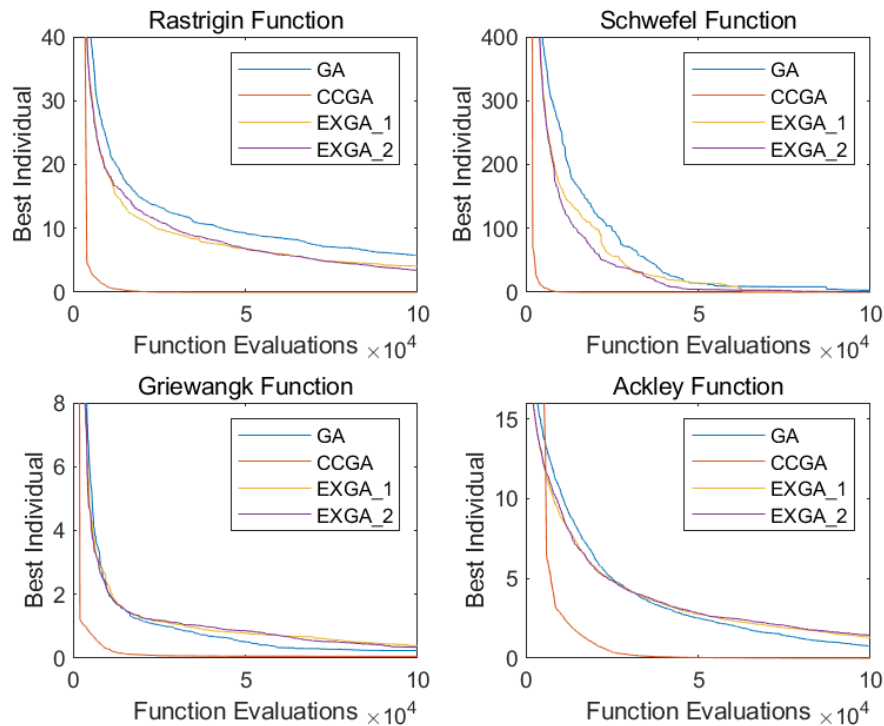 Rastrigin Function
Best Individual
40
30
20
10
0
GA
CCGA
EXGA_1
EXGA_2
0 5 10
Function Evaluations ×10^4
Schwefel Function
Best Individual
400
300
200
100
0
GA
CCGA
EXGA_1
EXGA_2
0 5 10
Function Evaluations ×10^4
Griewangk Function
Best Individual
8
6
4
2
0
GA
CCGA
EXGA_1
EXGA_2
0 5 10
Function Evaluations ×10^4
Ackley Function
Best Individual
15
10
5
0
GA
CCGA
EXGA_1
EXGA_2
0 5 10
Function Evaluations ×10^4